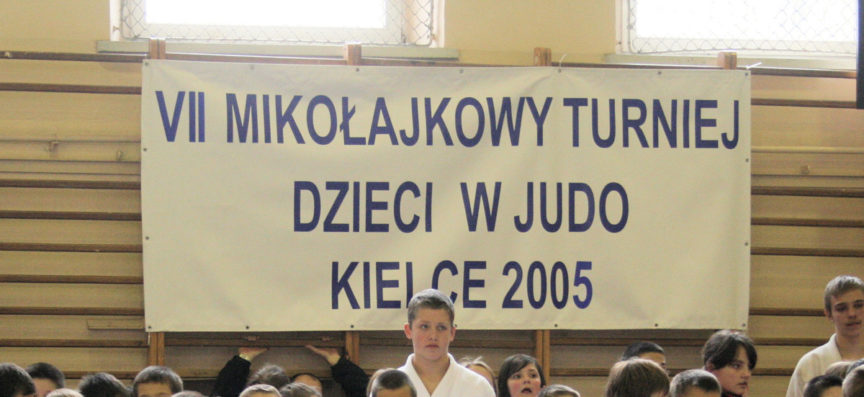 VII MIKOŁAJKOWY TURNIEJ
DZIECI W JUDO
KIELCE 2005